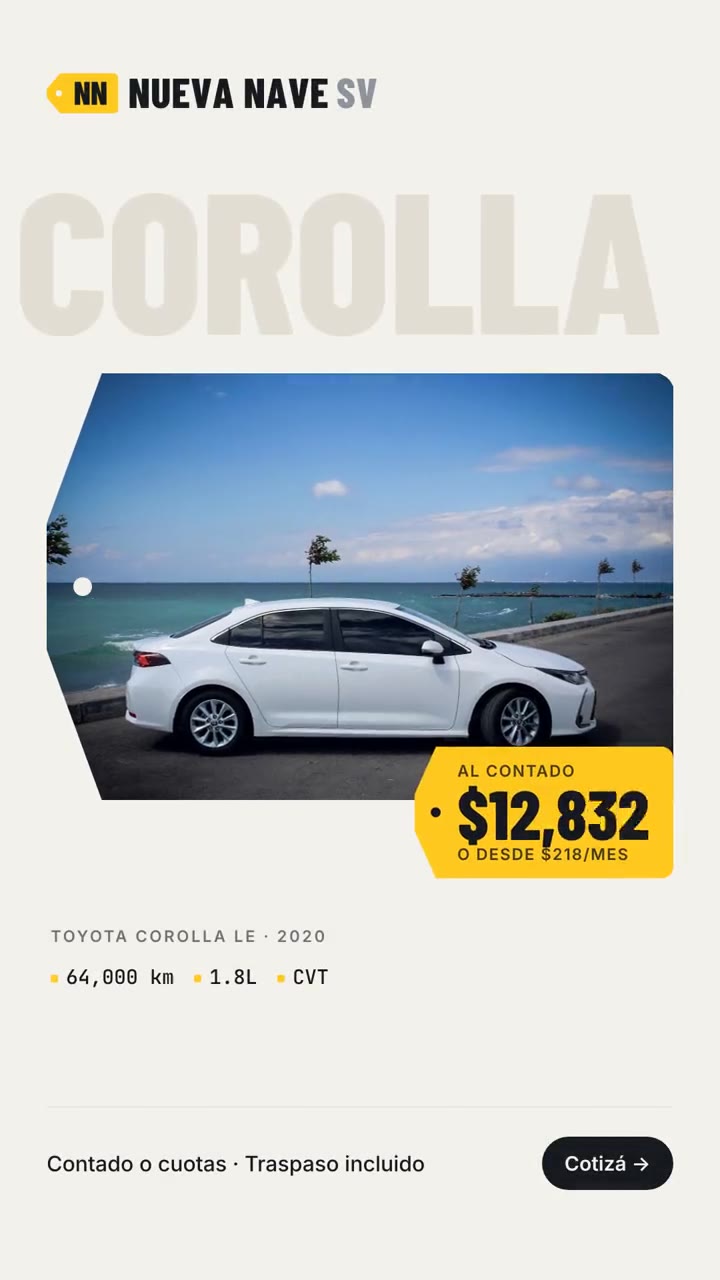 NN NUEVA NAVE SV
COROLLA
AL CONTADO
$12,832
O DESDE $218/MES
TOYOTA COROLLA LE · 2020
64,000 km 1.8L CVT
Contado o cuotas · Traspaso incluido
Cotizá →